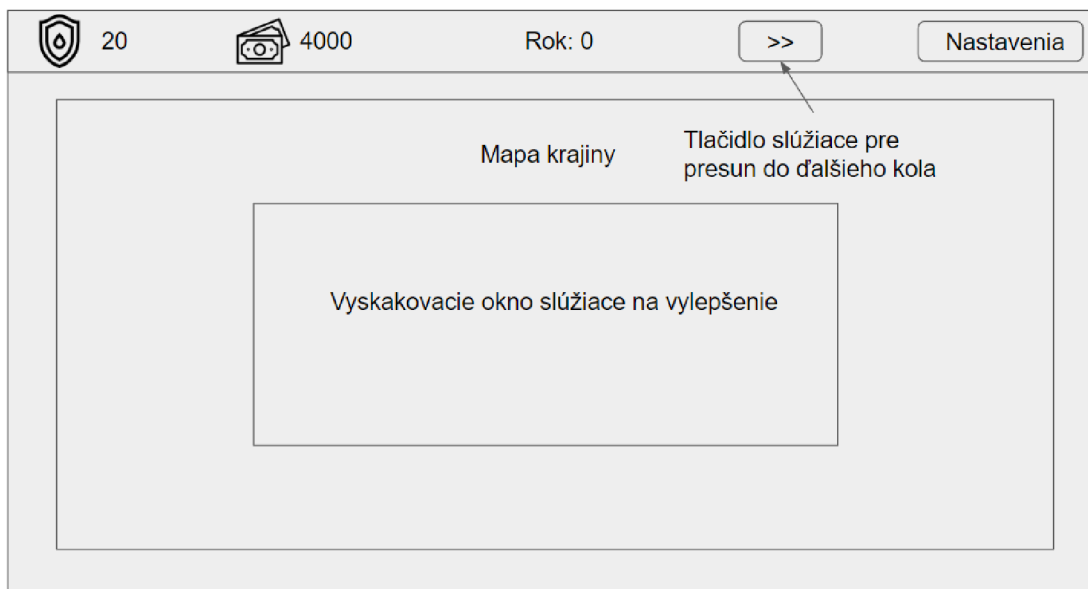 20
4000
Rok: 0
>>
Nastavenia
Mapa krajiny
Tlačidlo slúžiace pre
presun do ďalšieho kola
Vyskakovacie okno slúžiace na vylepšenie